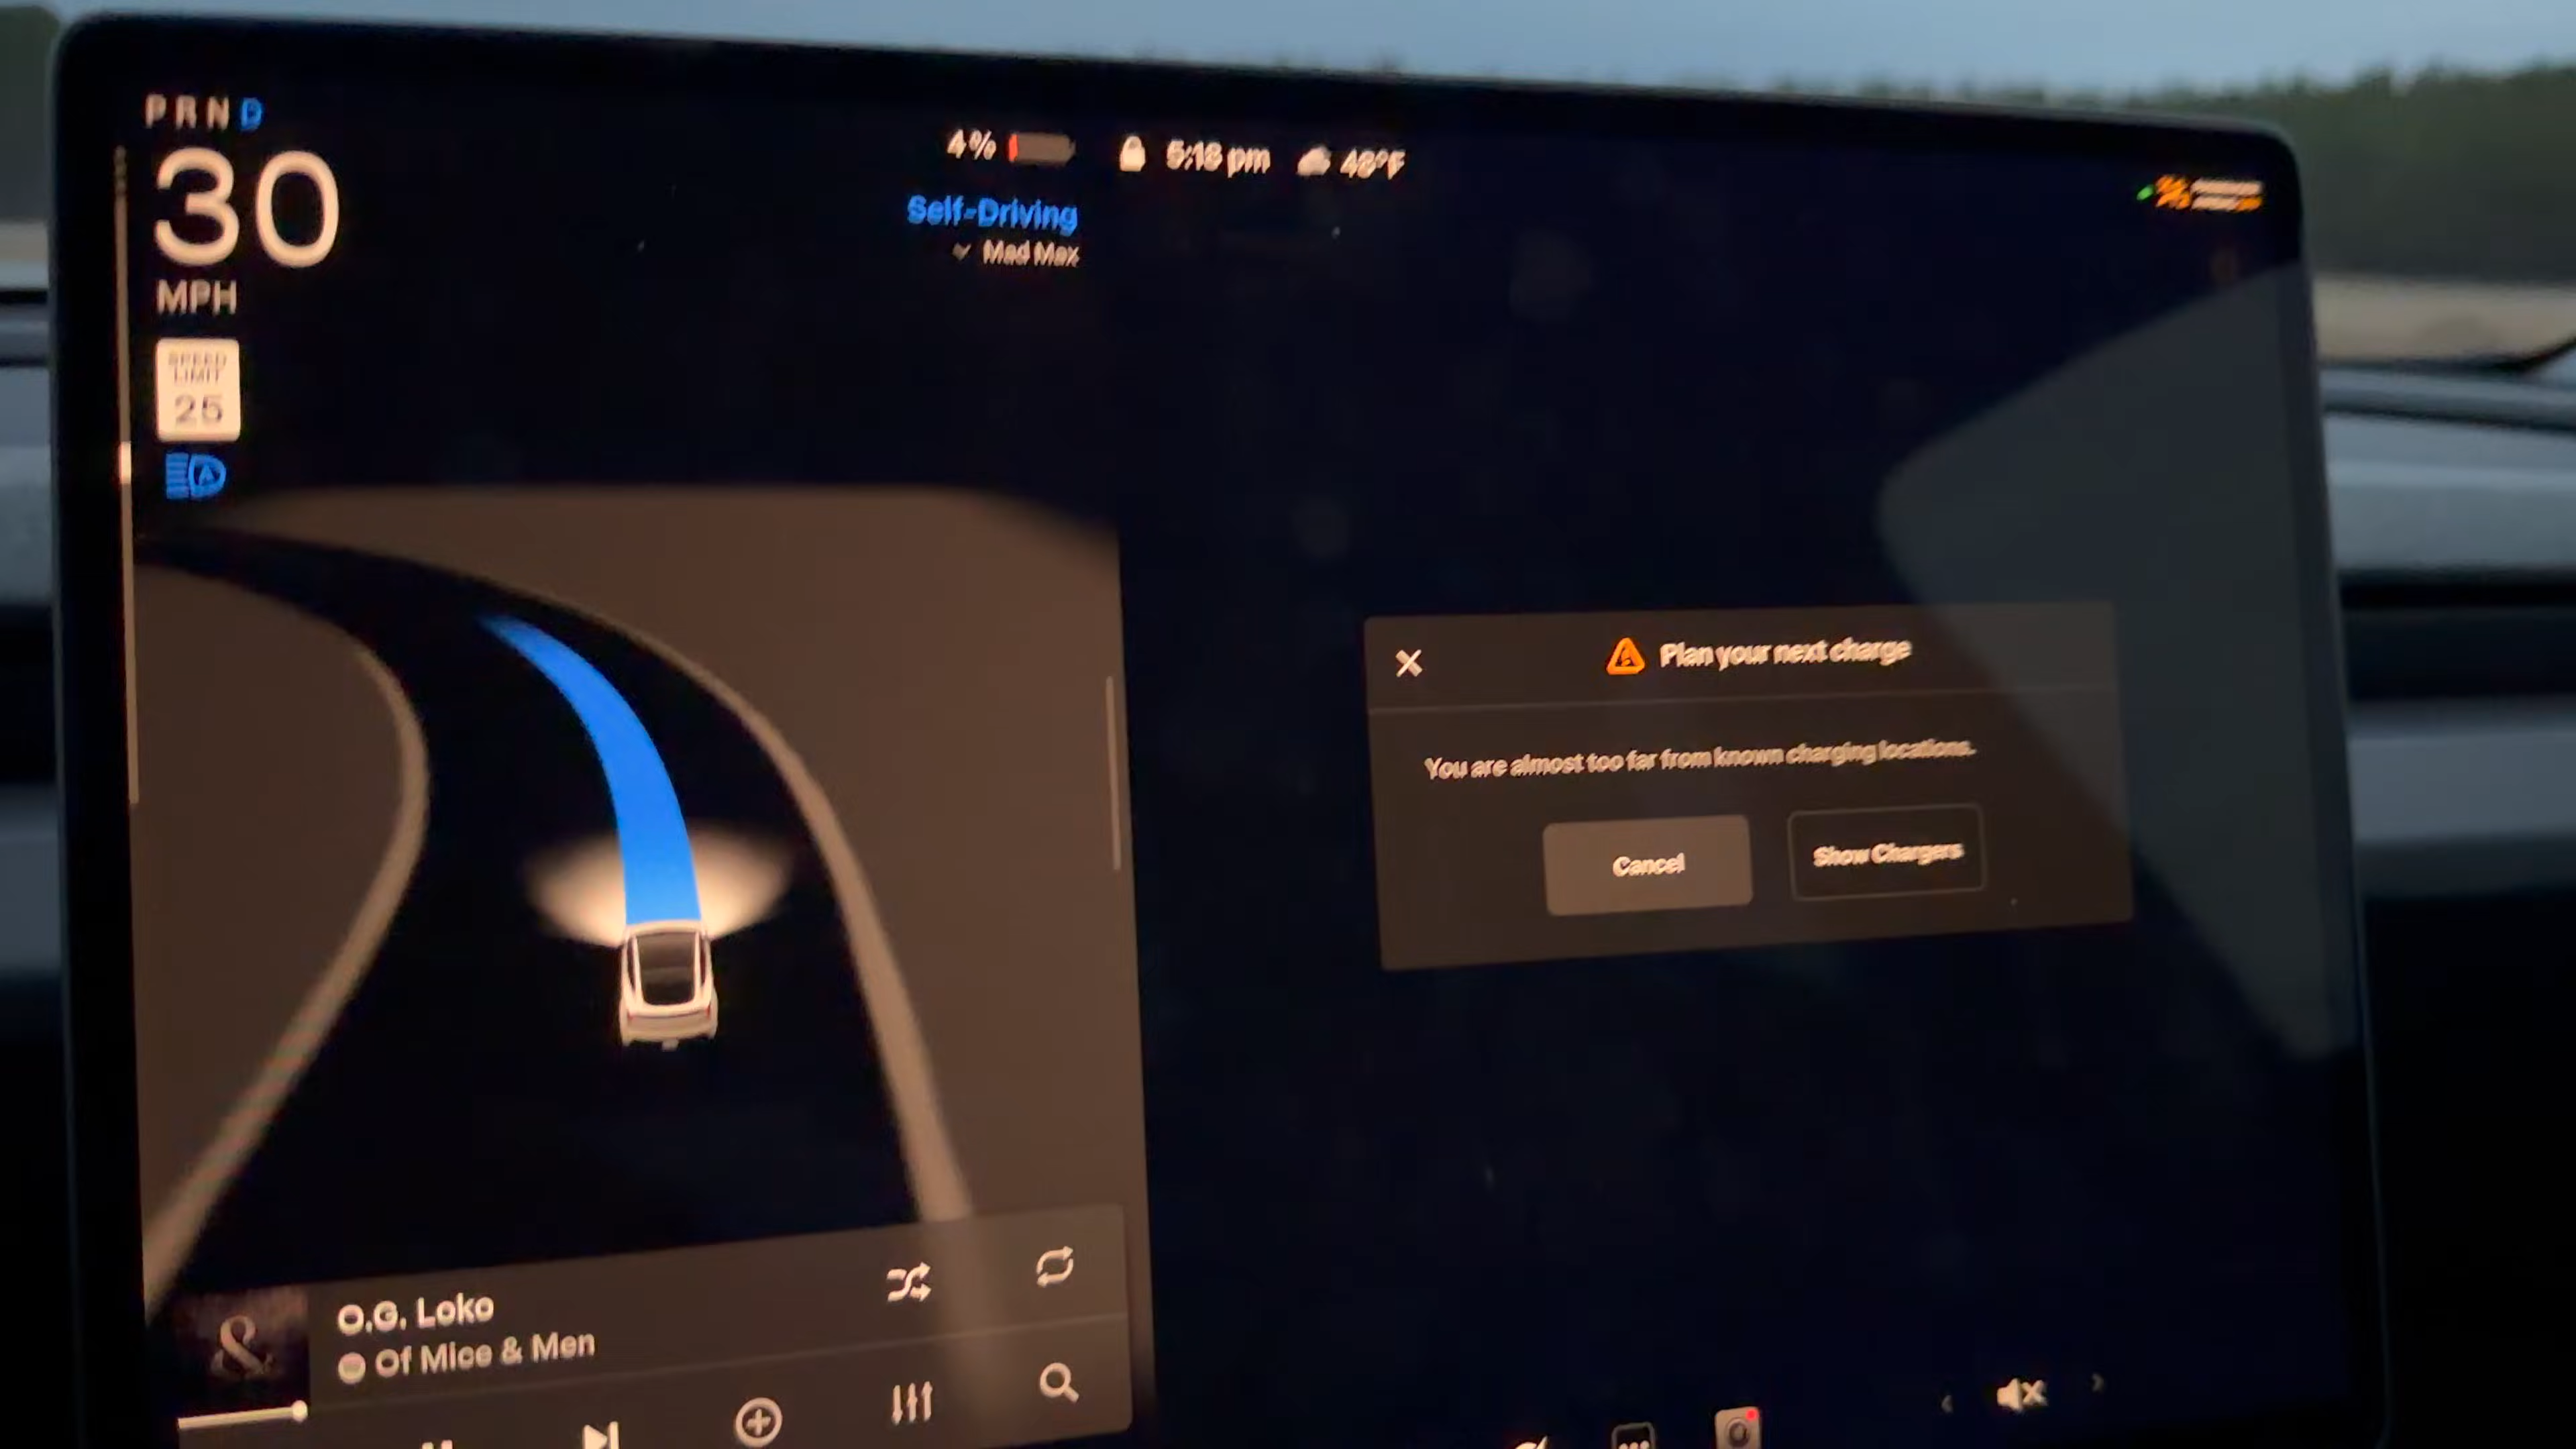 PRND
30
MPH
SPEED
LIMIT
25
4% 5:18 pm 48°F
Self-Driving
Mad Max
Plan your next charge
You are almost too far from known charging locations.
Cancel
Show Chargers
&
O.G. Loko
Of Mice & Men